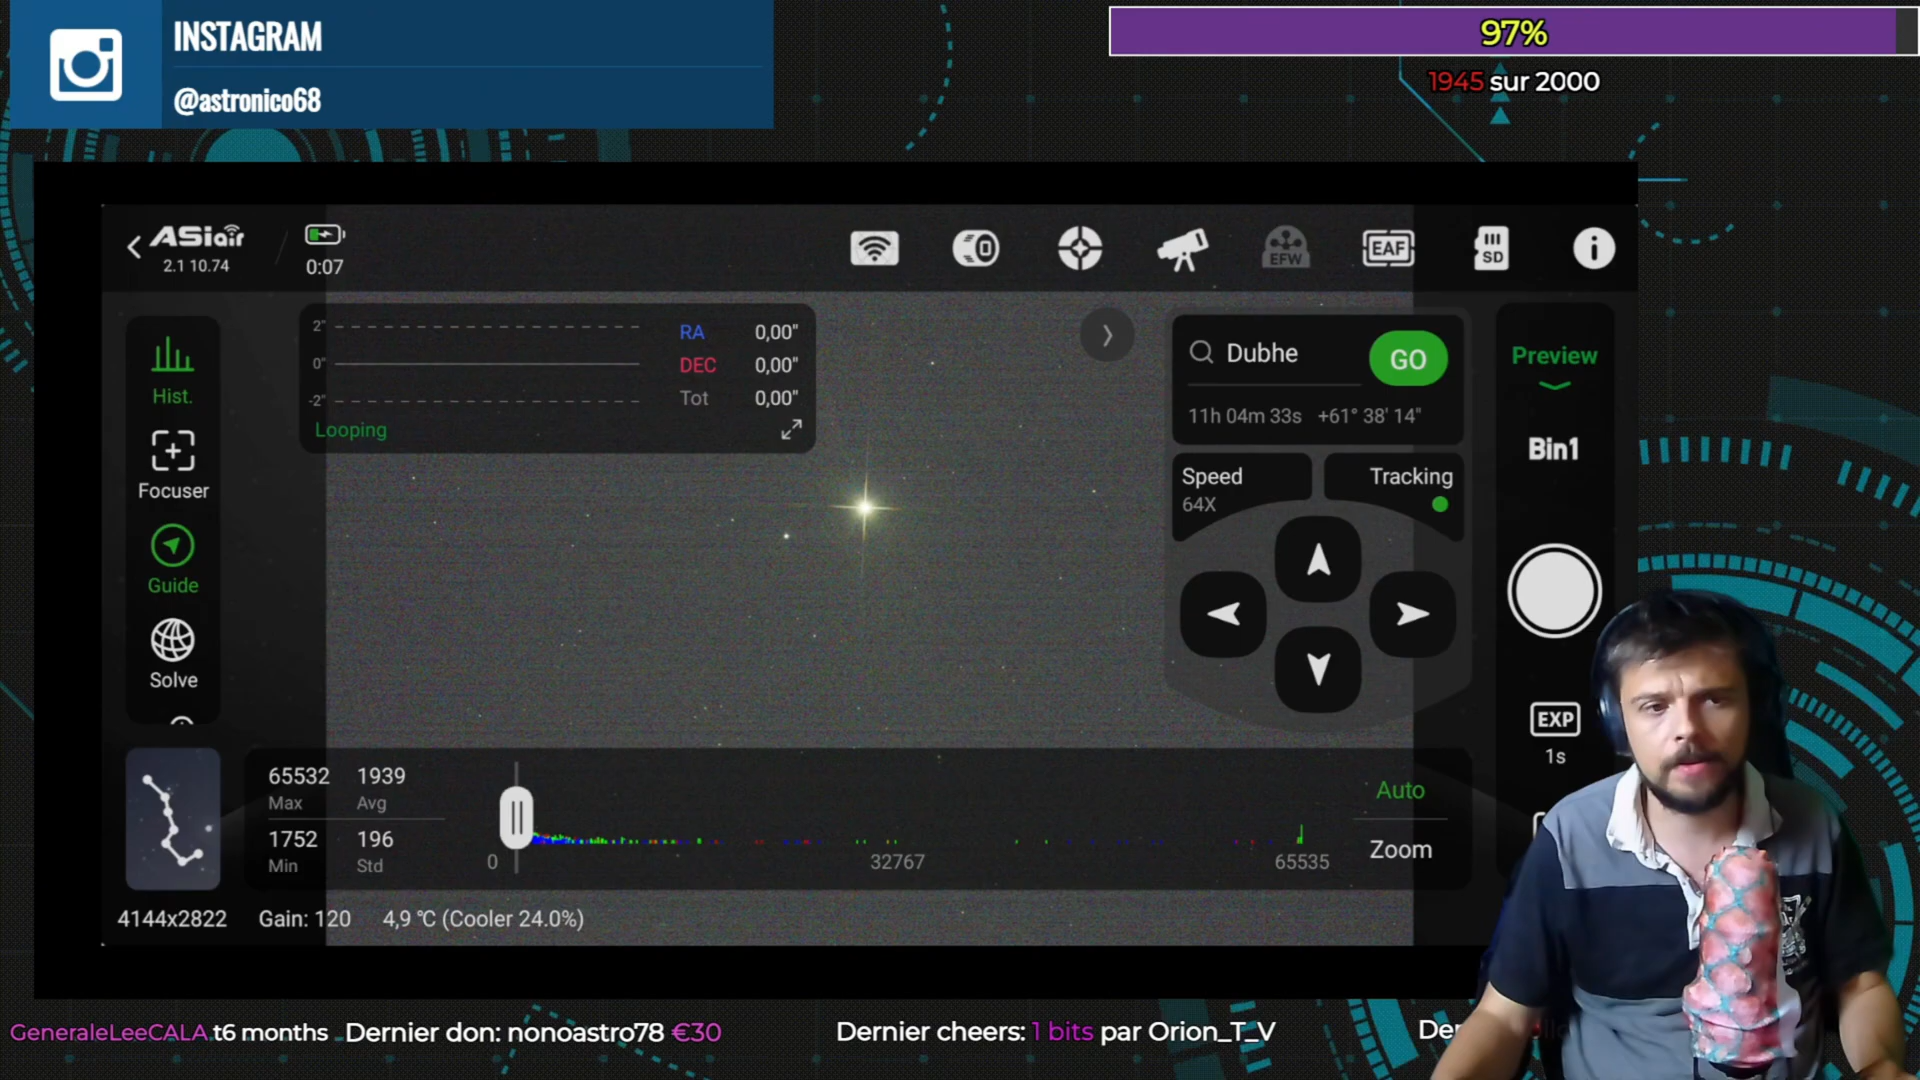 INSTAGRAM
@astronico68
97%
1945 sur 2000
ASiair
2.1 10.74
0:07
EFW
EAF
SD
Hist.
Focuser
Guide
Solve
2"
0"
-2"
RA 0,00"
DEC 0,00"
Tot 0,00"
Looping
Dubhe
GO
11h 04m 33s +61° 38' 14"
Speed
64X
Tracking
Preview
Bin1
EXP
1s
65532 1939
Max Avg
1752 196
Min Std
0 32767 65535
Auto
Zoom
4144x2822 Gain: 120 4,9 ℃ (Cooler 24.0%)
GeneraleLeeCALA t6 months Dernier don: nonoastro78 €30 Dernier cheers: 1 bits par Orion_T_V